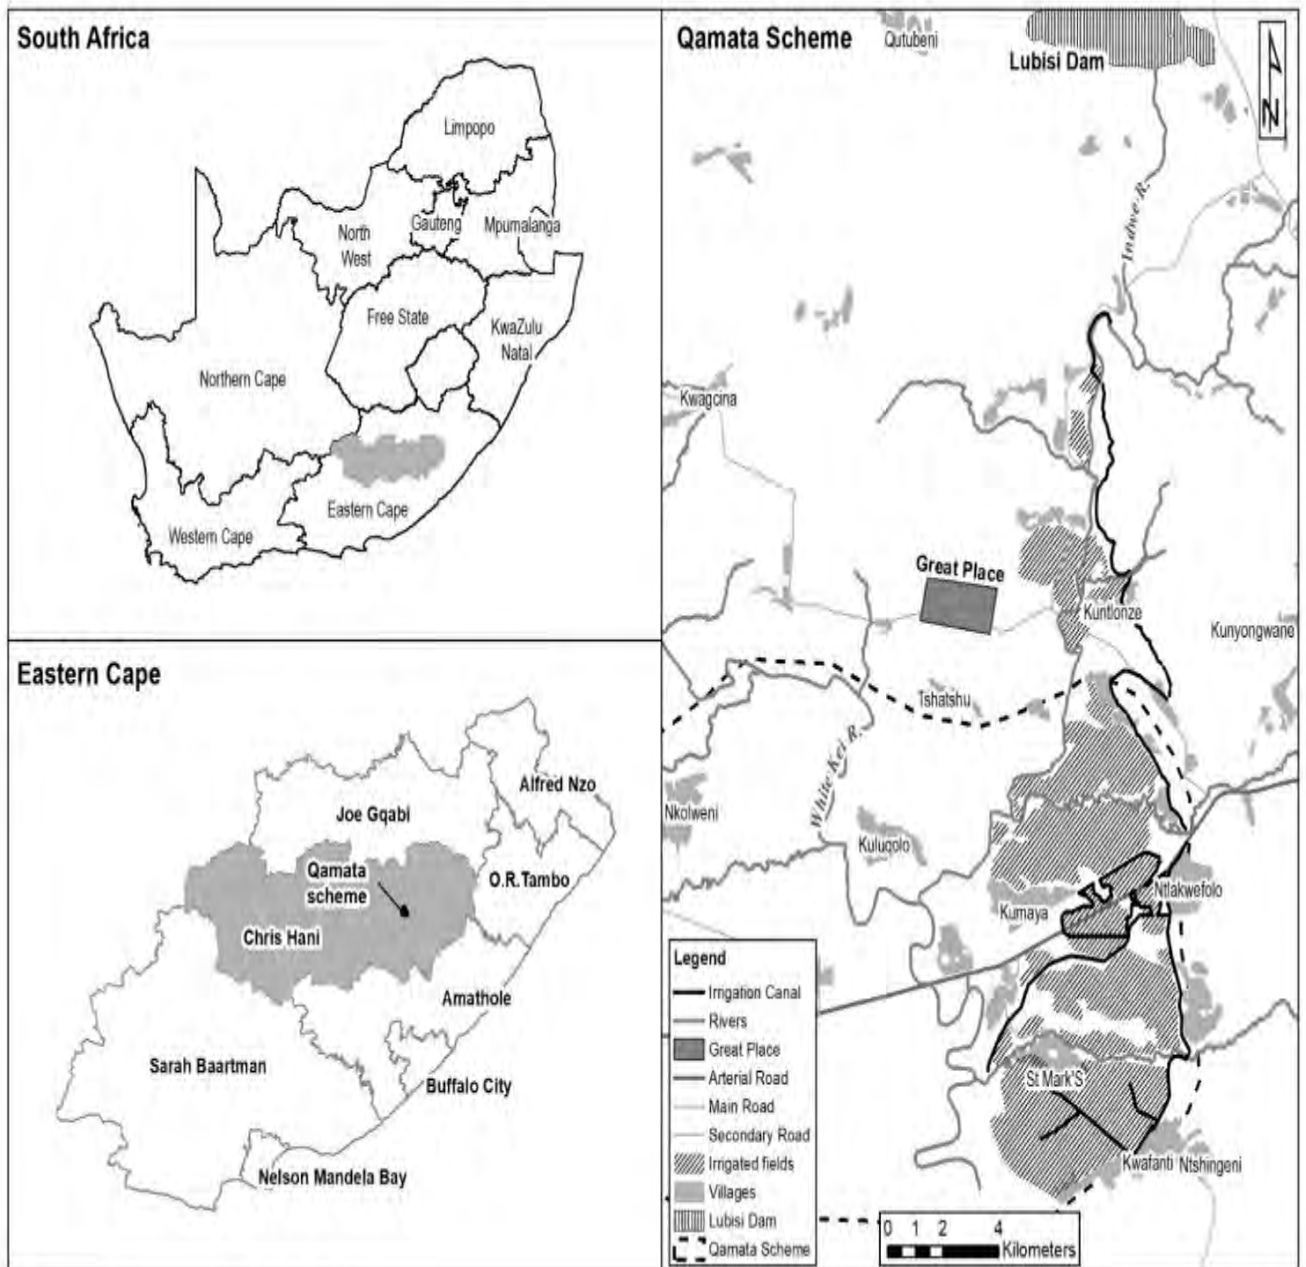 South Africa
Limpopo
North
West
Gauteng
Mpumalanga
Free State
KwaZulu
Natal
Northern Cape
Eastern Cape
Western Cape
Eastern Cape
Alfred Nzo
Joe Gqabi
Qamata
scheme
O.R.Tambo
Chris Hani
Amathole
Sarah Baartman
Buffalo City
Nelson Mandela Bay
Qamata Scheme
Qutubeni
Lubisi Dam
N
Indwe R.
Kwagcina
Great Place
Kuntlonze
Kunyongwane
Tshatshu
White Kei R.
Nkolweni
Kuluqolo
Ntlakwefolo
Kumaya
St Mark'S
Kwafanti
Ntshingeni
Legend
Irrigation Canal
Rivers
Great Place
Arterial Road
Main Road
Secondary Road
Irrigated fields
Villages
Lubisi Dam
Qamata Scheme
0 1 2 4
Kilometers